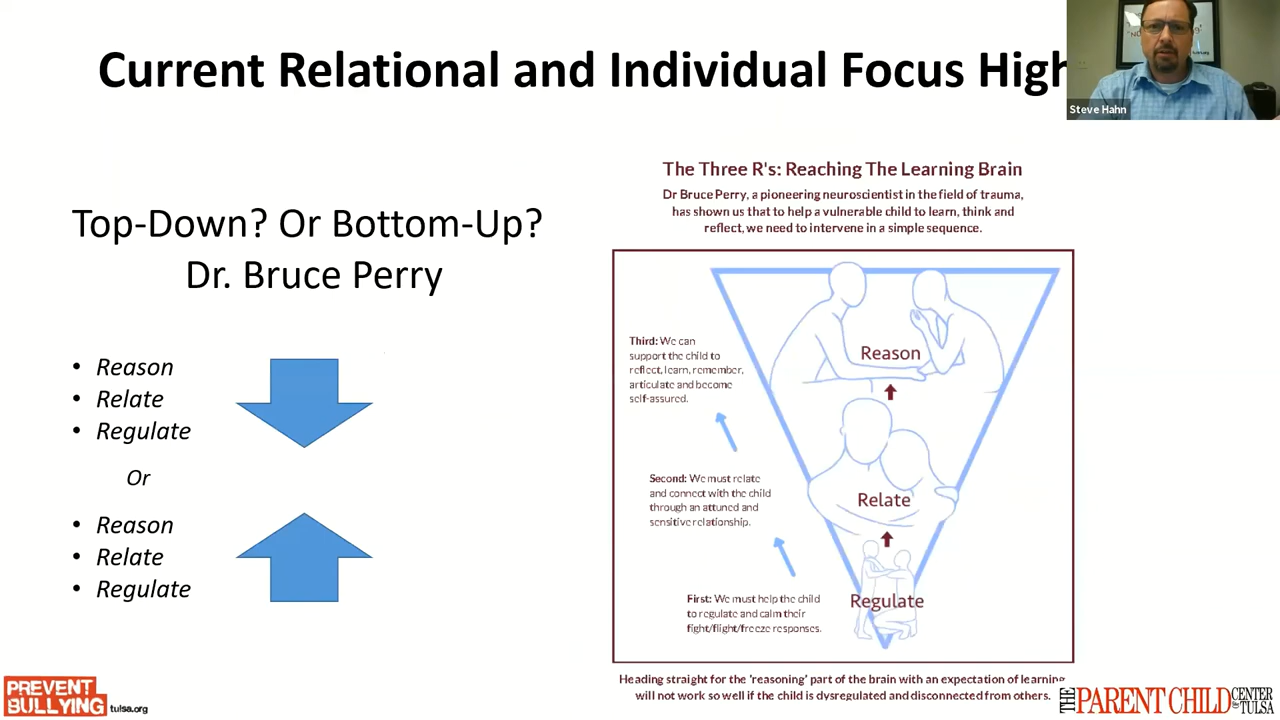 Current Relational and Individual Focus High
Steve Hahn
Top-Down? Or Bottom-Up?
Dr. Bruce Perry
• Reason
• Relate
• Regulate
Or
• Reason
• Relate
• Regulate
The Three R's: Reaching The Learning Brain
Dr Bruce Perry, a pioneering neuroscientist in the field of trauma,
has shown us that to help a vulnerable child to learn, think and
reflect, we need to intervene in a simple sequence.
Third: We can
support the child to
reflect, learn, remember,
articulate and become
self-assured.
Reason
Second: We must relate
and connect with the child
through an attuned and
sensitive relationship.
Relate
First: We must help the child
to regulate and calm their
fight/flight/freeze responses.
Regulate
Heading straight for the 'reasoning' part of the brain with an expectation of learning
will not work so well if the child is dysregulated and disconnected from others.
PREVENT
BULLYING tulsa.org
THE PARENT CHILD CENTER of TULSA